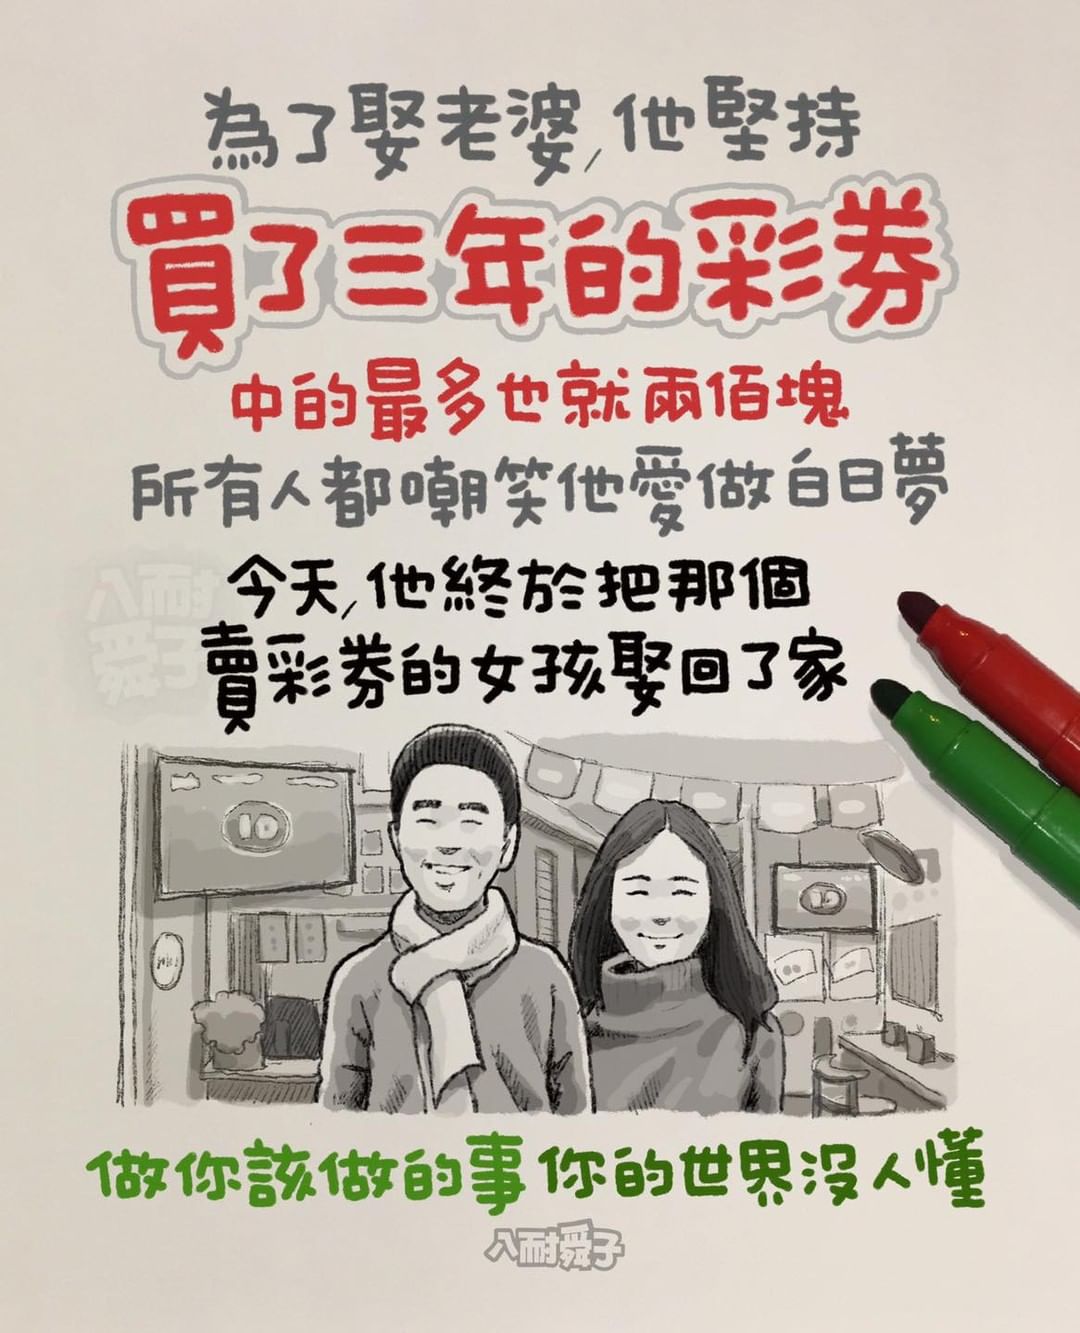 為了娶老婆,他堅持
買了三年的彩券
中的最多也就兩佰塊
所有人都嘲笑他愛做白日夢
今天,他終於把那個
賣彩券的女孩娶回了家
八耐
舜子
10
做你該做的事 你的世界沒人懂
八耐舜子